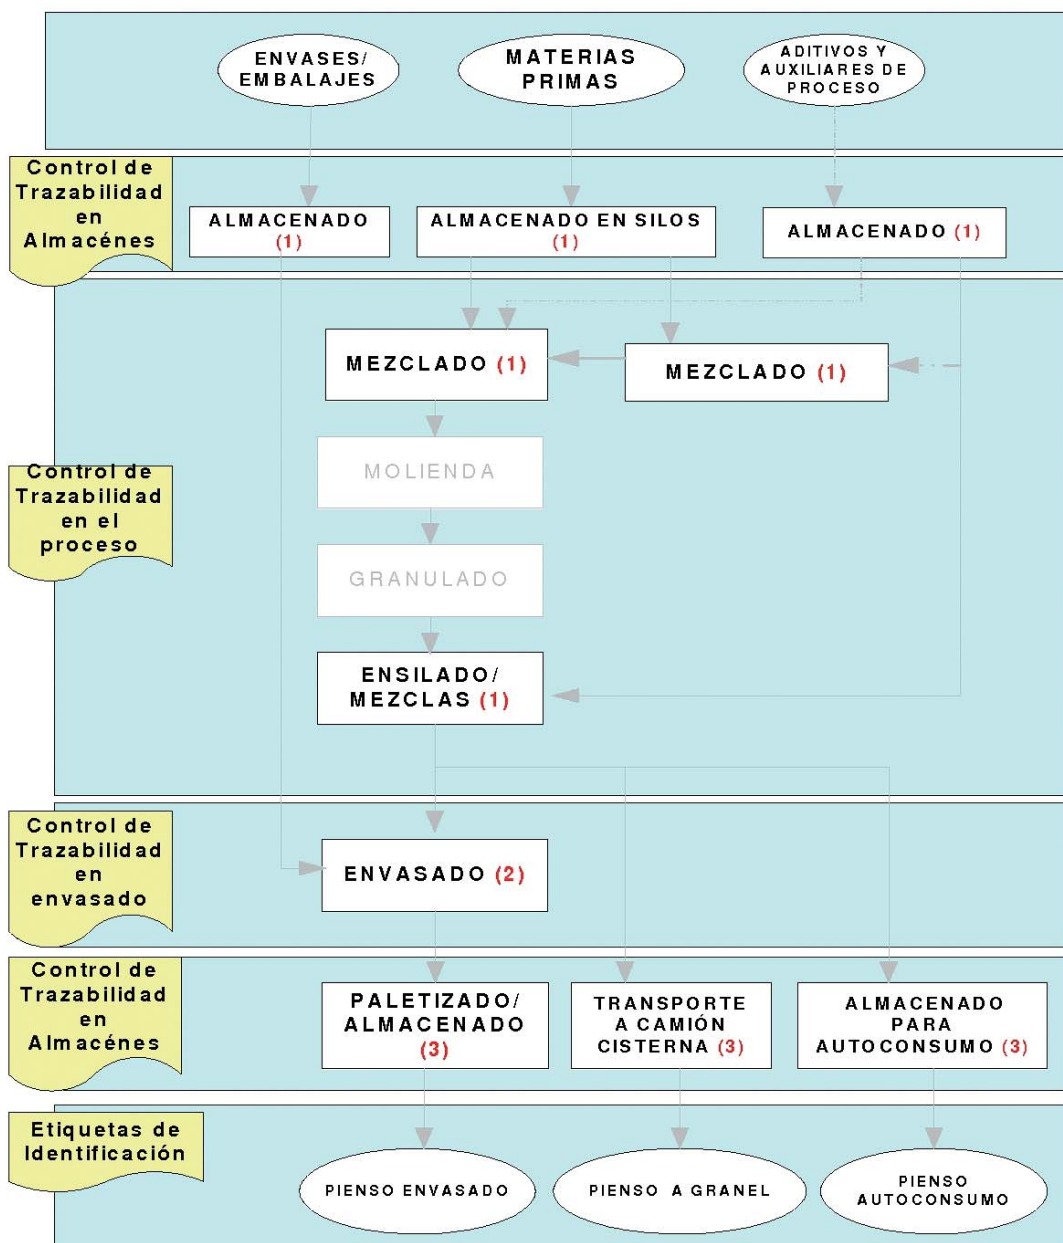 ENVASES/
EMBALAJES
MATERIAS
PRIMAS
ADITIVOS Y
AUXILIARES DE
PROCESO
Control de
Trazabilidad
en
Almacénes
ALMACENADO
(1)
ALMACENADO EN SILOS
(1)
ALMACENADO (1)
MEZCLADO (1)
MEZCLADO (1)
Control de
Trazabilidad
en el
proceso
MOLIENDA
GRANULADO
ENSILADO/
MEZCLAS (1)
Control de
Trazabilidad
en
envasado
ENVASADO (2)
Control de
Trazabilidad
en
Almacénes
PALETIZADO/
ALMACENADO
(3)
TRANSPORTE
A CAMIÓN
CISTERNA (3)
ALMACENADO
PARA
AUTOCONSUMO (3)
Etiquetas de
Identificación
PIENSO ENVASADO
PIENSO A GRANEL
PIENSO
AUTOCONSUMO